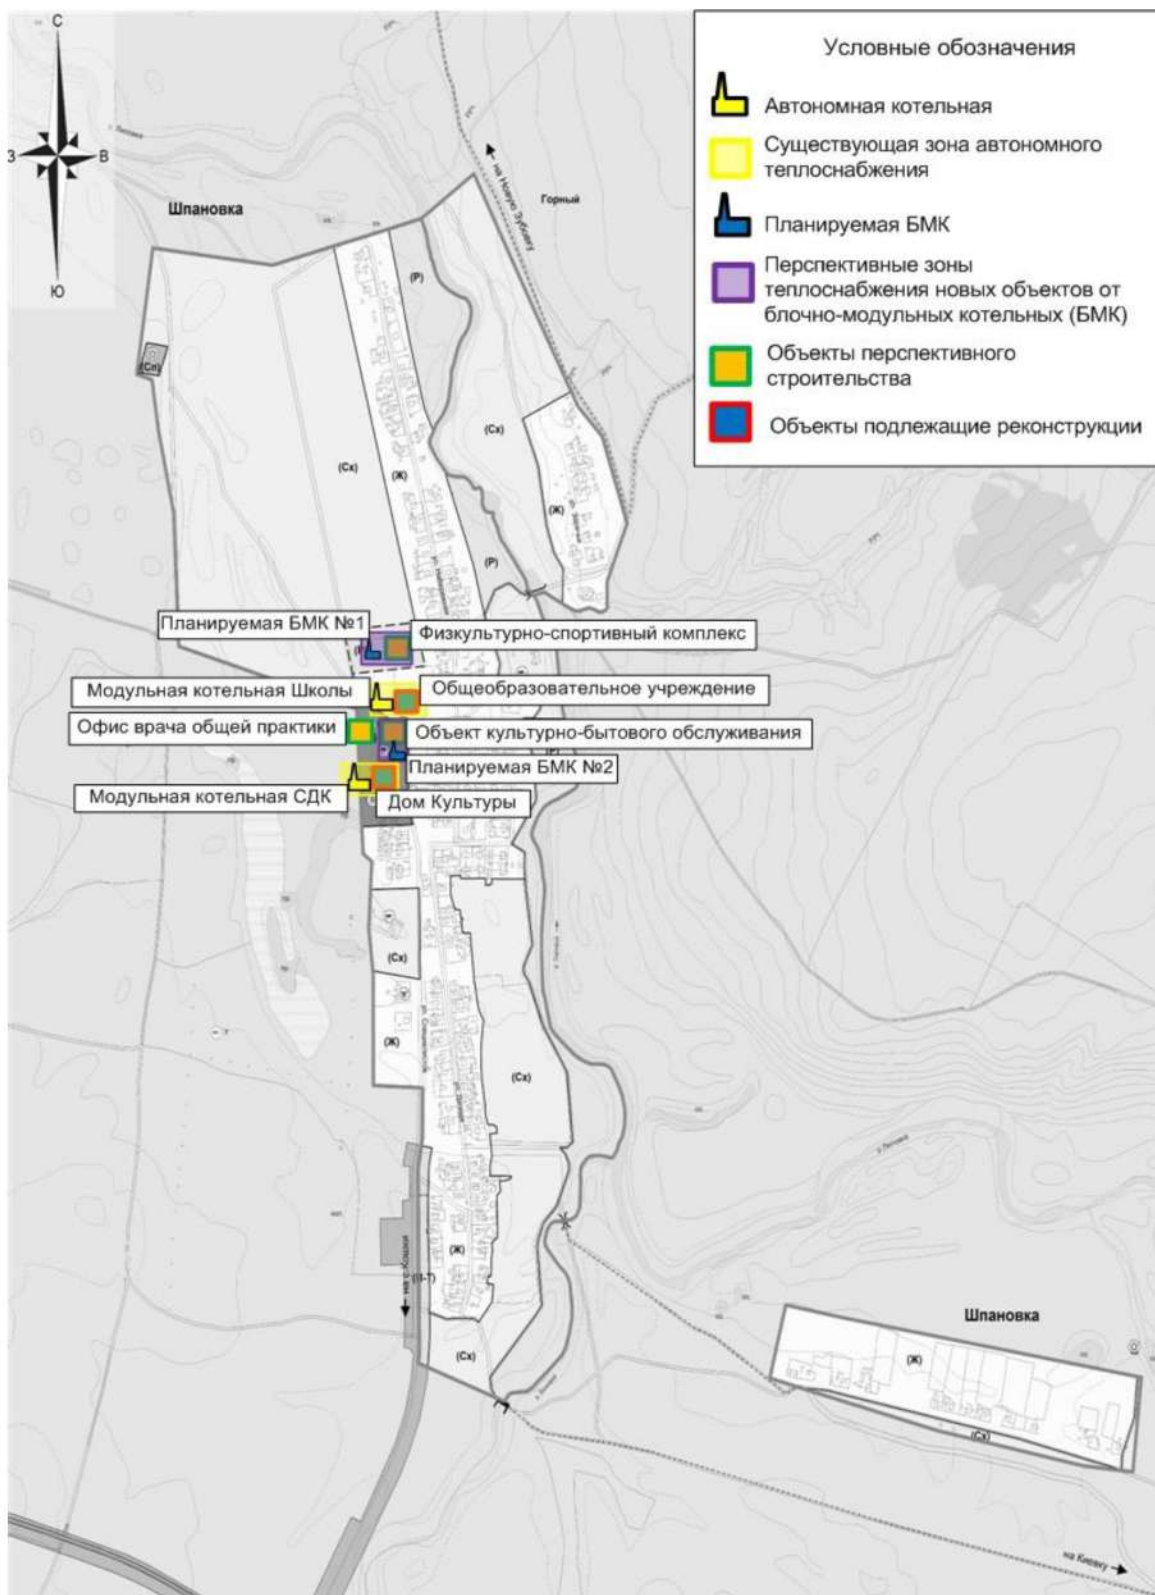 С
З
В
Ю
Условные обозначения
Автономная котельная
Существующая зона автономного
теплоснабжения
Планируемая БМК
Перспективные зоны
теплоснабжения новых объектов от
блочно-модульных котельных (БМК)
Объекты перспективного
строительства
Объекты подлежащие реконструкции
Шпановка
Горный
на Новую Зубовку
(Р)
(Сп)
(Сх)
(Сх)
(Ж)
(Ж)
(Р)
Планируемая БМК №1
Физкультурно-спортивный комплекс
Модульная котельная Школы
Общеобразовательное учреждение
Офис врача общей практики
Объект культурно-бытового обслуживания
Планируемая БМК №2
Модульная котельная СДК
Дом Культуры
(Сх)
(Ж)
(Сх)
(Ж)
(Сх)
Шпановка
(Ж)
(Сх)
на Киевку